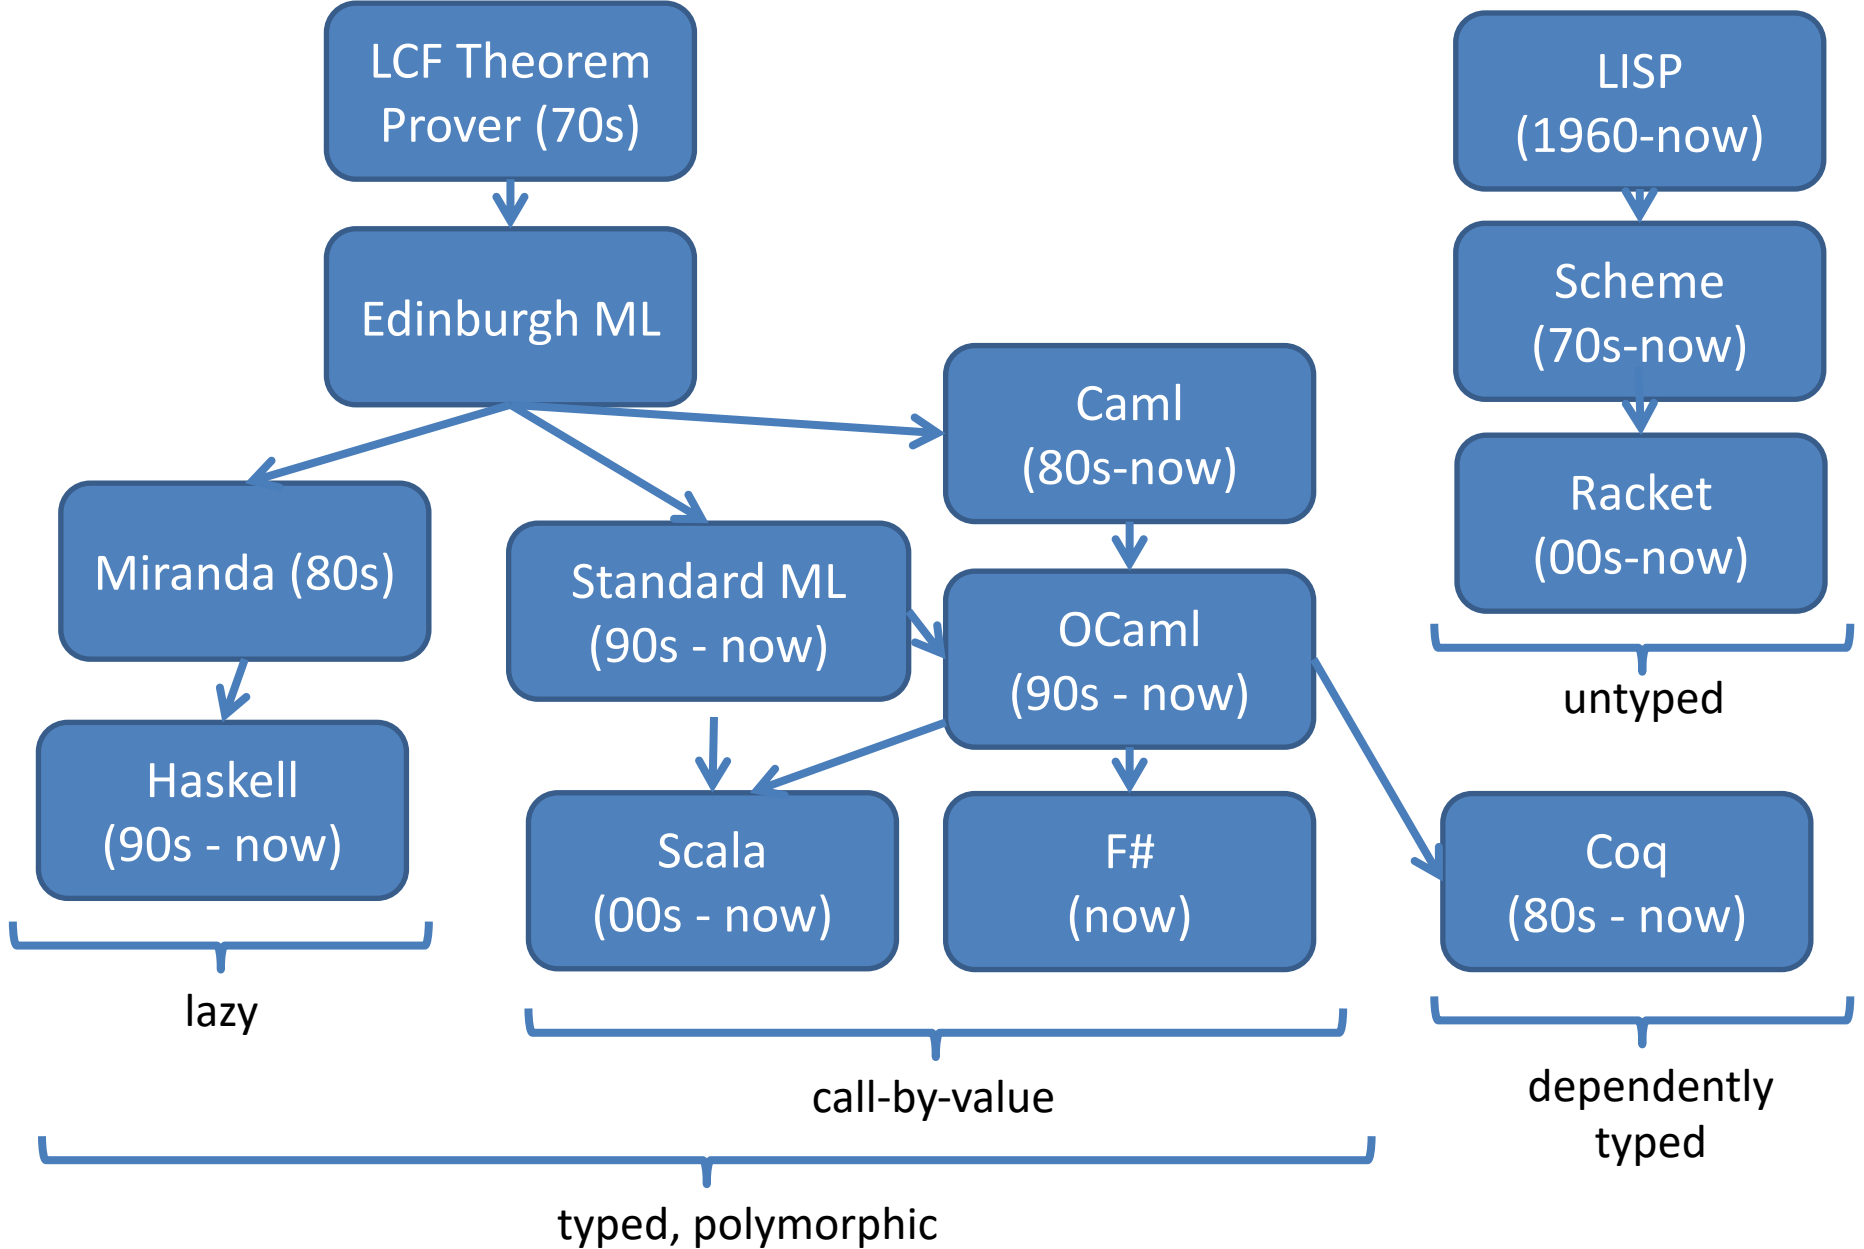 LCF Theorem
Prover (70s)
LISP
(1960-now)
Edinburgh ML
Scheme
(70s-now)
Caml
(80s-now)
Racket
(00s-now)
Miranda (80s)
Standard ML
(90s - now)
OCaml
(90s - now)
untyped
Haskell
(90s - now)
Scala
(00s - now)
F#
(now)
Coq
(80s - now)
lazy
call-by-value
dependently
typed
typed, polymorphic